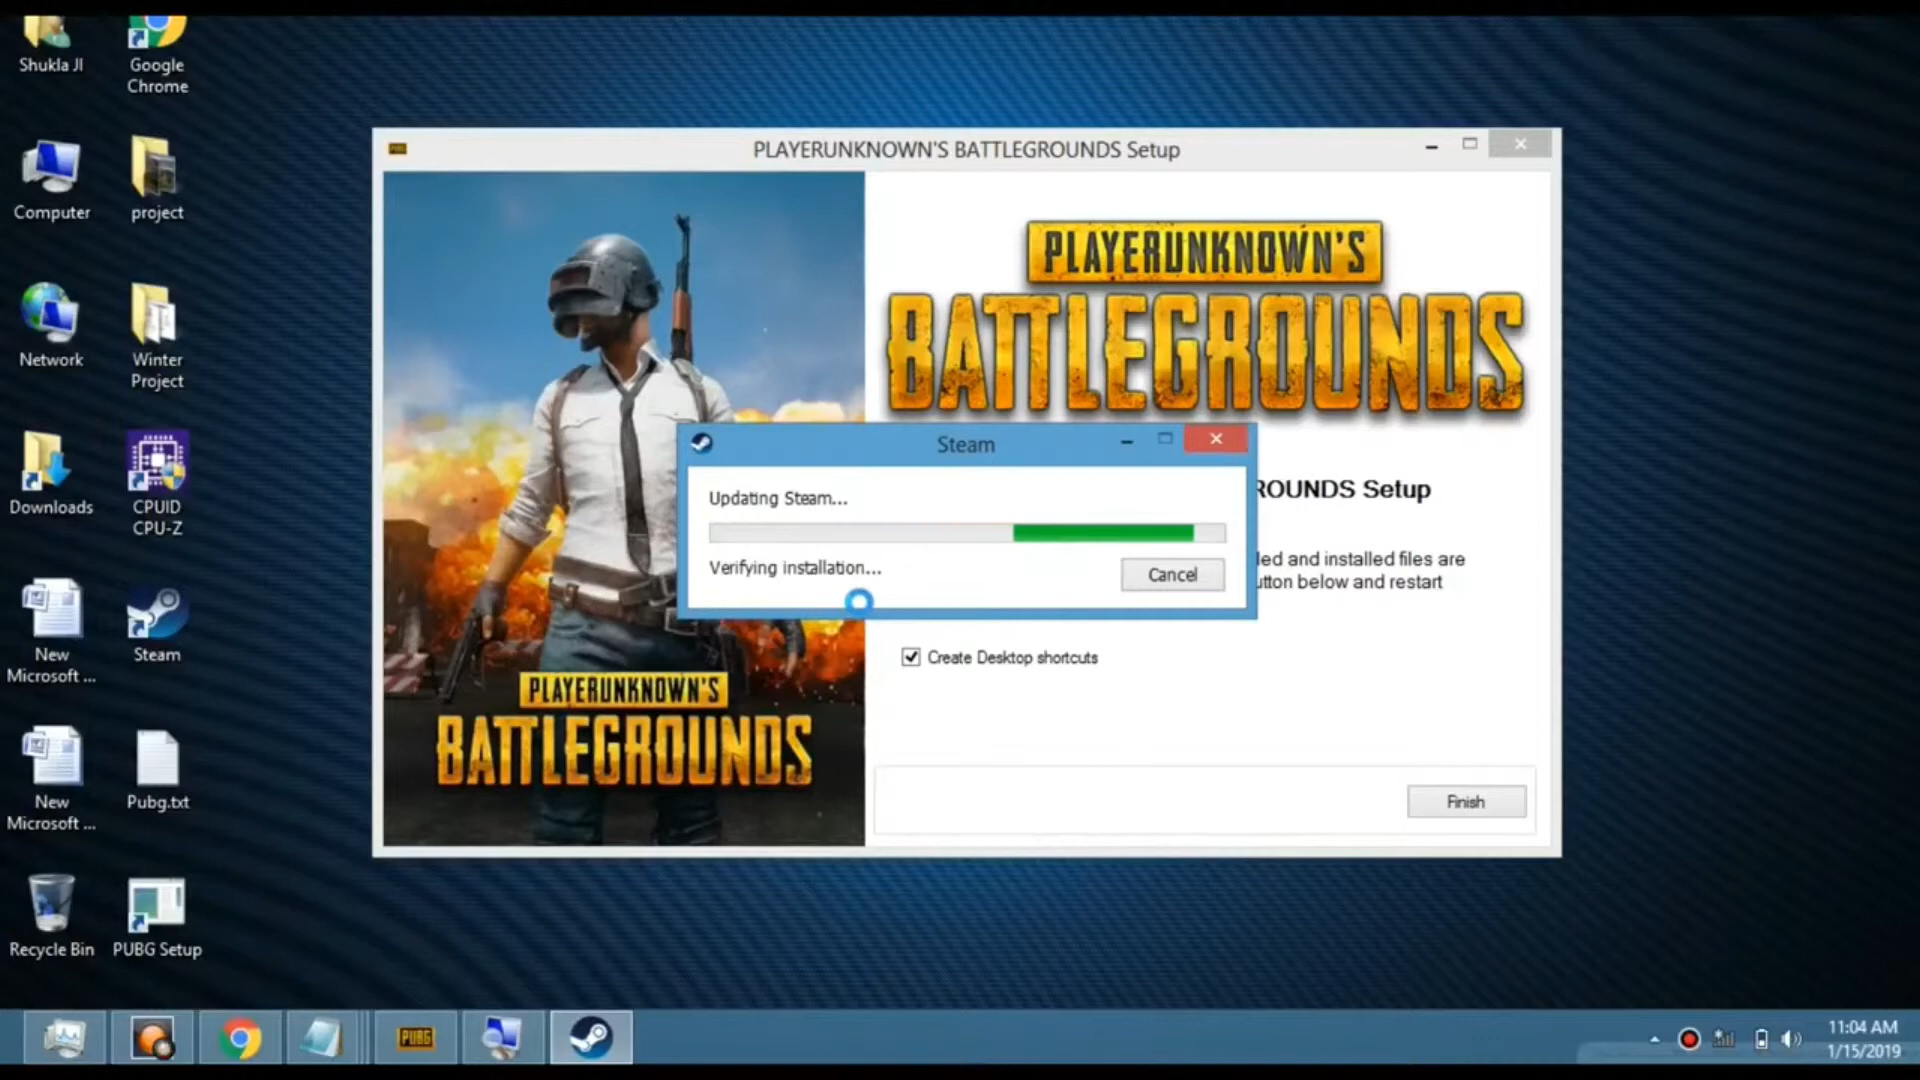 Shukla JI
Google
Chrome
Computer
project
Network
Winter
Project
Downloads
CPUID
CPU-Z
New
Microsoft ...
Steam
New
Microsoft ...
Pubg.txt
Recycle Bin
PUBG Setup
PLAYERUNKNOWN'S BATTLEGROUNDS Setup
PLAYERUNKNOWN'S
BATTLEGROUNDS
Steam
Updating Steam...
Verifying installation...
Cancel
ROUNDS Setup
led and installed files are
utton below and restart
Create Desktop shortcuts
PLAYERUNKNOWN'S
BATTLEGROUNDS
Finish
PUBG
11:04 AM
1/15/2019